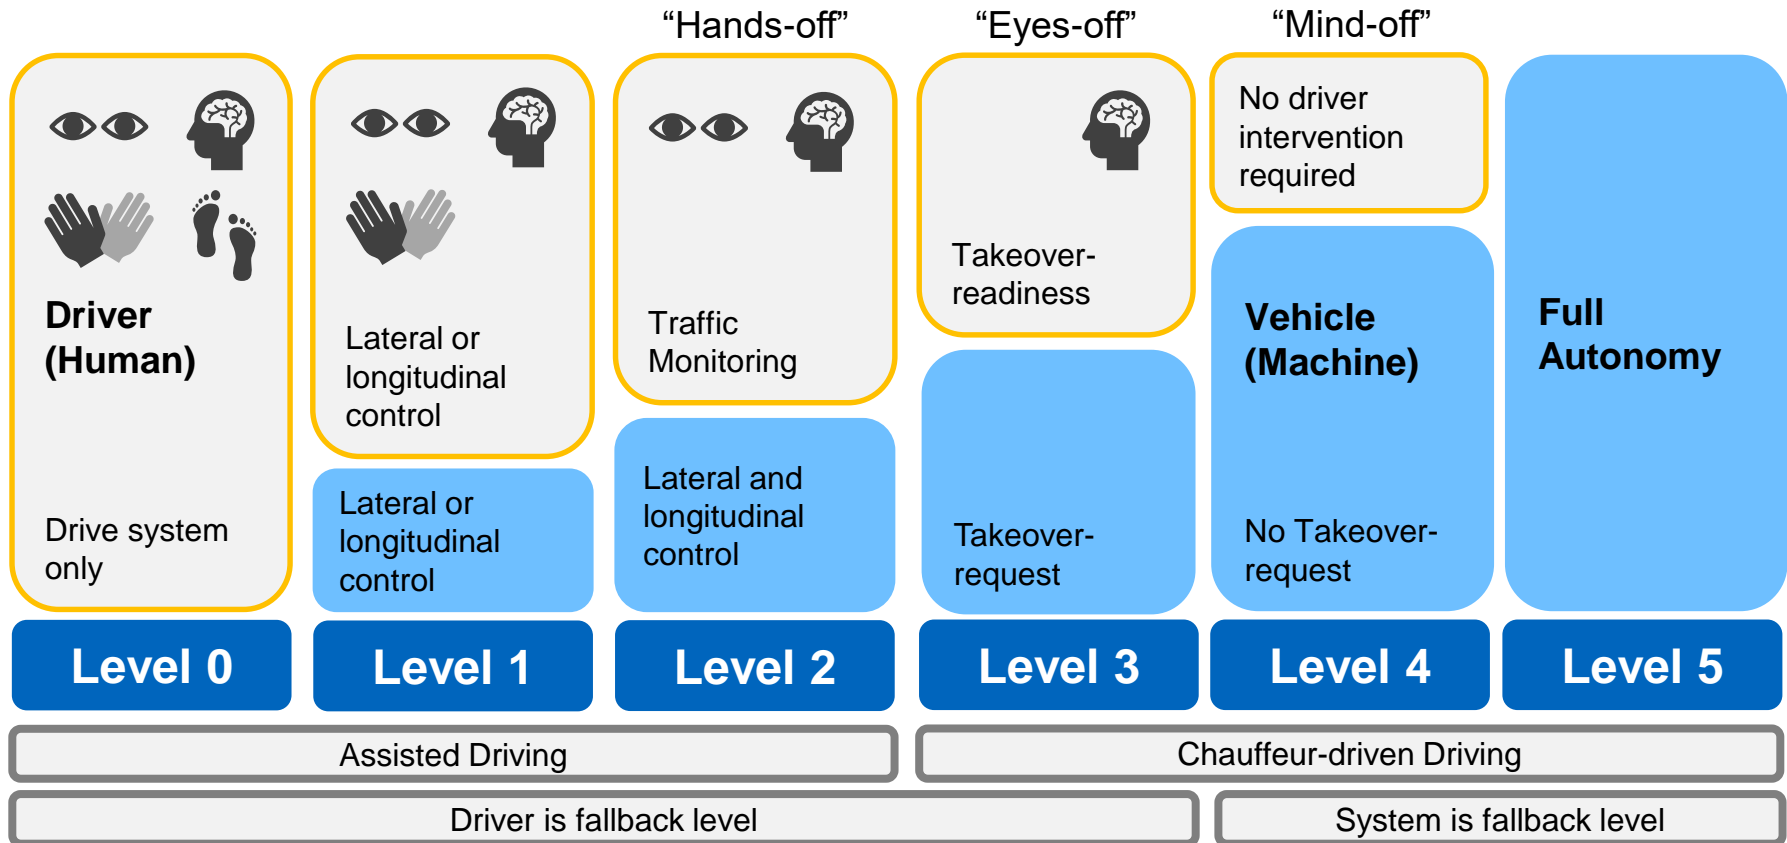 “Hands-off”
“Eyes-off”
“Mind-off”
Driver
(Human)
Drive system
only
Lateral or
longitudinal
control
Lateral or
longitudinal
control
Traffic
Monitoring
Lateral and
longitudinal
control
Takeover-
readiness
Takeover-
request
No driver
intervention
required
Vehicle
(Machine)
No Takeover-
request
Full
Autonomy
Level 0
Level 1
Level 2
Level 3
Level 4
Level 5
Assisted Driving
Chauffeur-driven Driving
Driver is fallback level
System is fallback level